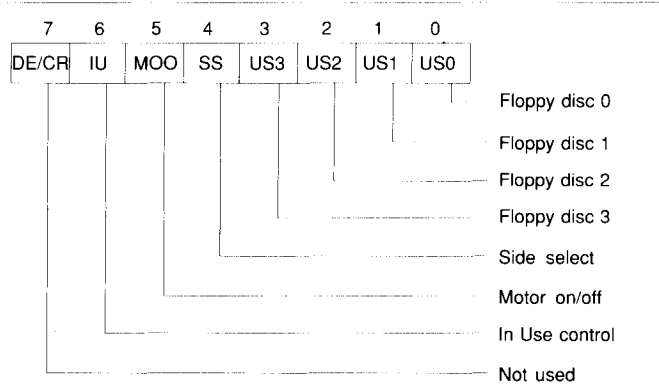 7 6 5 4 3 2 1 0
DE/CR IU MOO SS US3 US2 US1 US0
Floppy disc 0
Floppy disc 1
Floppy disc 2
Floppy disc 3
Side select
Motor on/off
In Use control
Not used